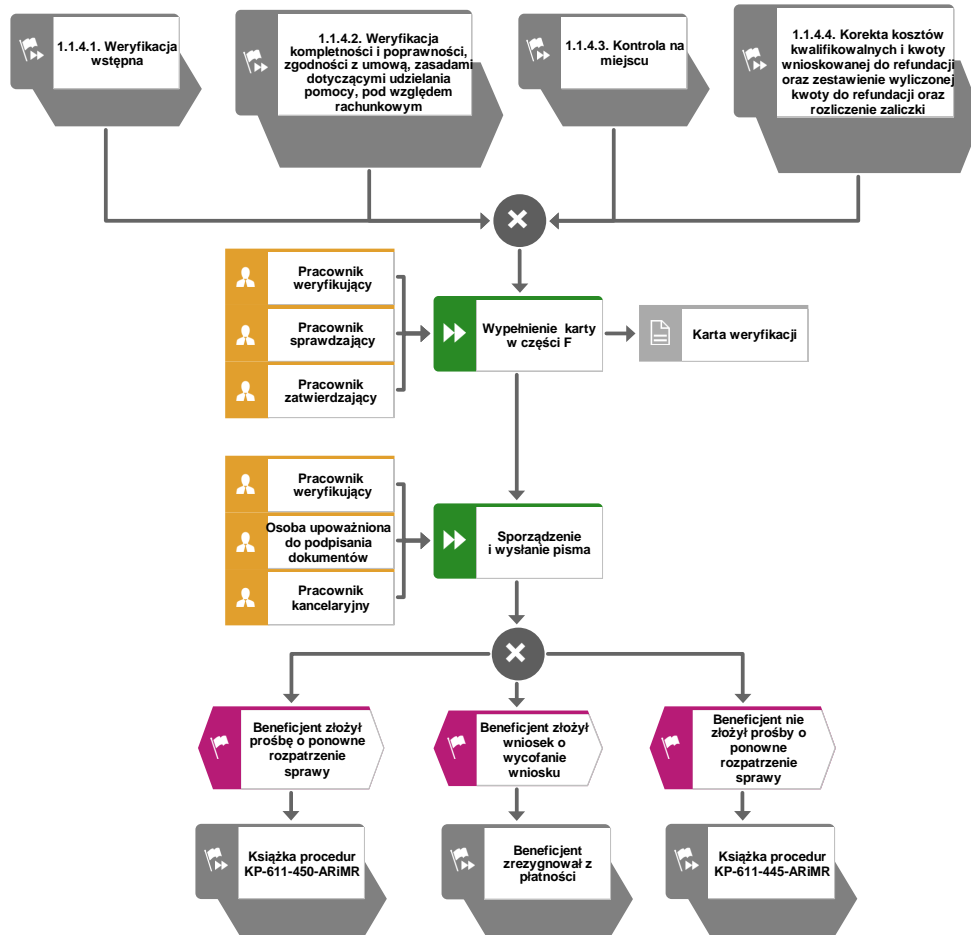 1.1.4.1. Weryfikacja
wstępna
1.1.4.2. Weryfikacja
kompletności i poprawności,
zgodności z umową, zasadami
dotyczącymi udzielania
pomocy, pod względem
rachunkowym
1.1.4.3. Kontrola na
miejscu
1.1.4.4. Korekta kosztów
kwalifikowalnych i kwoty
wnioskowanej do refundacji
oraz zestawienie wyliczonej
kwoty do refundacji oraz
rozliczenie zaliczki
Pracownik
weryfikujący
Pracownik
sprawdzający
Pracownik
zatwierdzający
Wypełnienie karty
w części F
Karta weryfikacji
Pracownik
weryfikujący
Osoba upoważniona
do podpisania
dokumentów
Pracownik
kancelaryjny
Sporządzenie
i wysłanie pisma
Beneficjent złożył
prośbę o ponowne
rozpatrzenie
sprawy
Beneficjent złożył
wniosek o
wycofanie
wniosku
Beneficjent nie
złożył prośby o
ponowne
rozpatrzenie
sprawy
Książka procedur
KP-611-450-ARiMR
Beneficjent
zrezygnował z
płatności
Książka procedur
KP-611-445-ARiMR